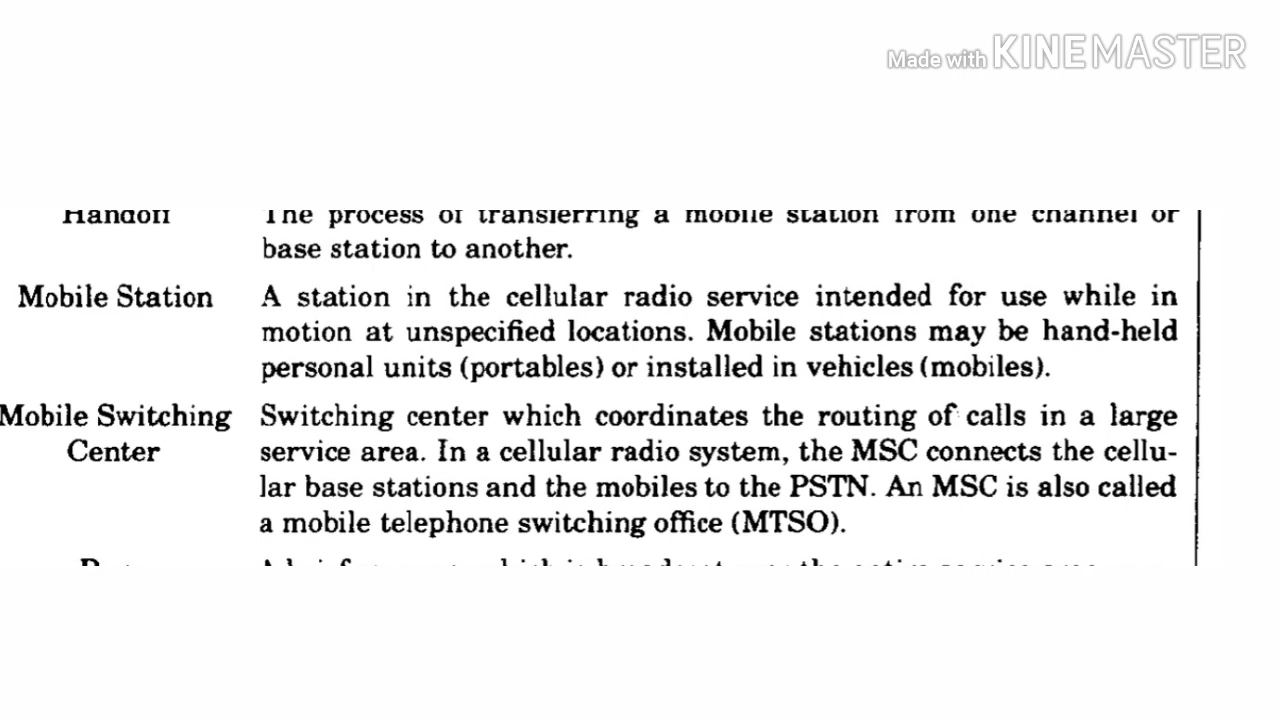 Made with KINEMASTER
Handoff The process of transferring a mobile station from one channel or
base station to another.
Mobile Station A station in the cellular radio service intended for use while in
motion at unspecified locations. Mobile stations may be hand-held
personal units (portables) or installed in vehicles (mobiles).
Mobile Switching Switching center which coordinates the routing of calls in a large
Center service area. In a cellular radio system, the MSC connects the cellu-
lar base stations and the mobiles to the PSTN. An MSC is also called
a mobile telephone switching office (MTSO).